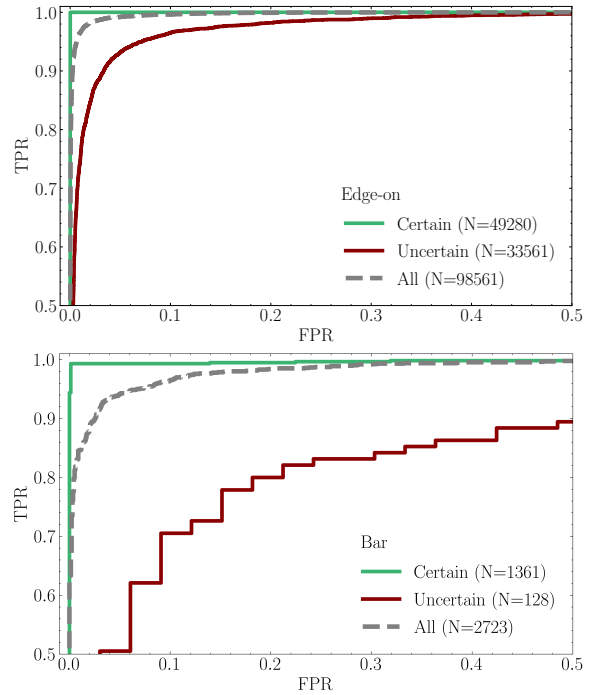 1.0
0.9
0.8
0.7
0.6
0.5
TPR
Edge-on
Certain (N=49280)
Uncertain (N=33561)
All (N=98561)
0.0 0.1 0.2 0.3 0.4 0.5
FPR
1.0
0.9
0.8
0.7
0.6
0.5
TPR
Bar
Certain (N=1361)
Uncertain (N=128)
All (N=2723)
0.0 0.1 0.2 0.3 0.4 0.5
FPR